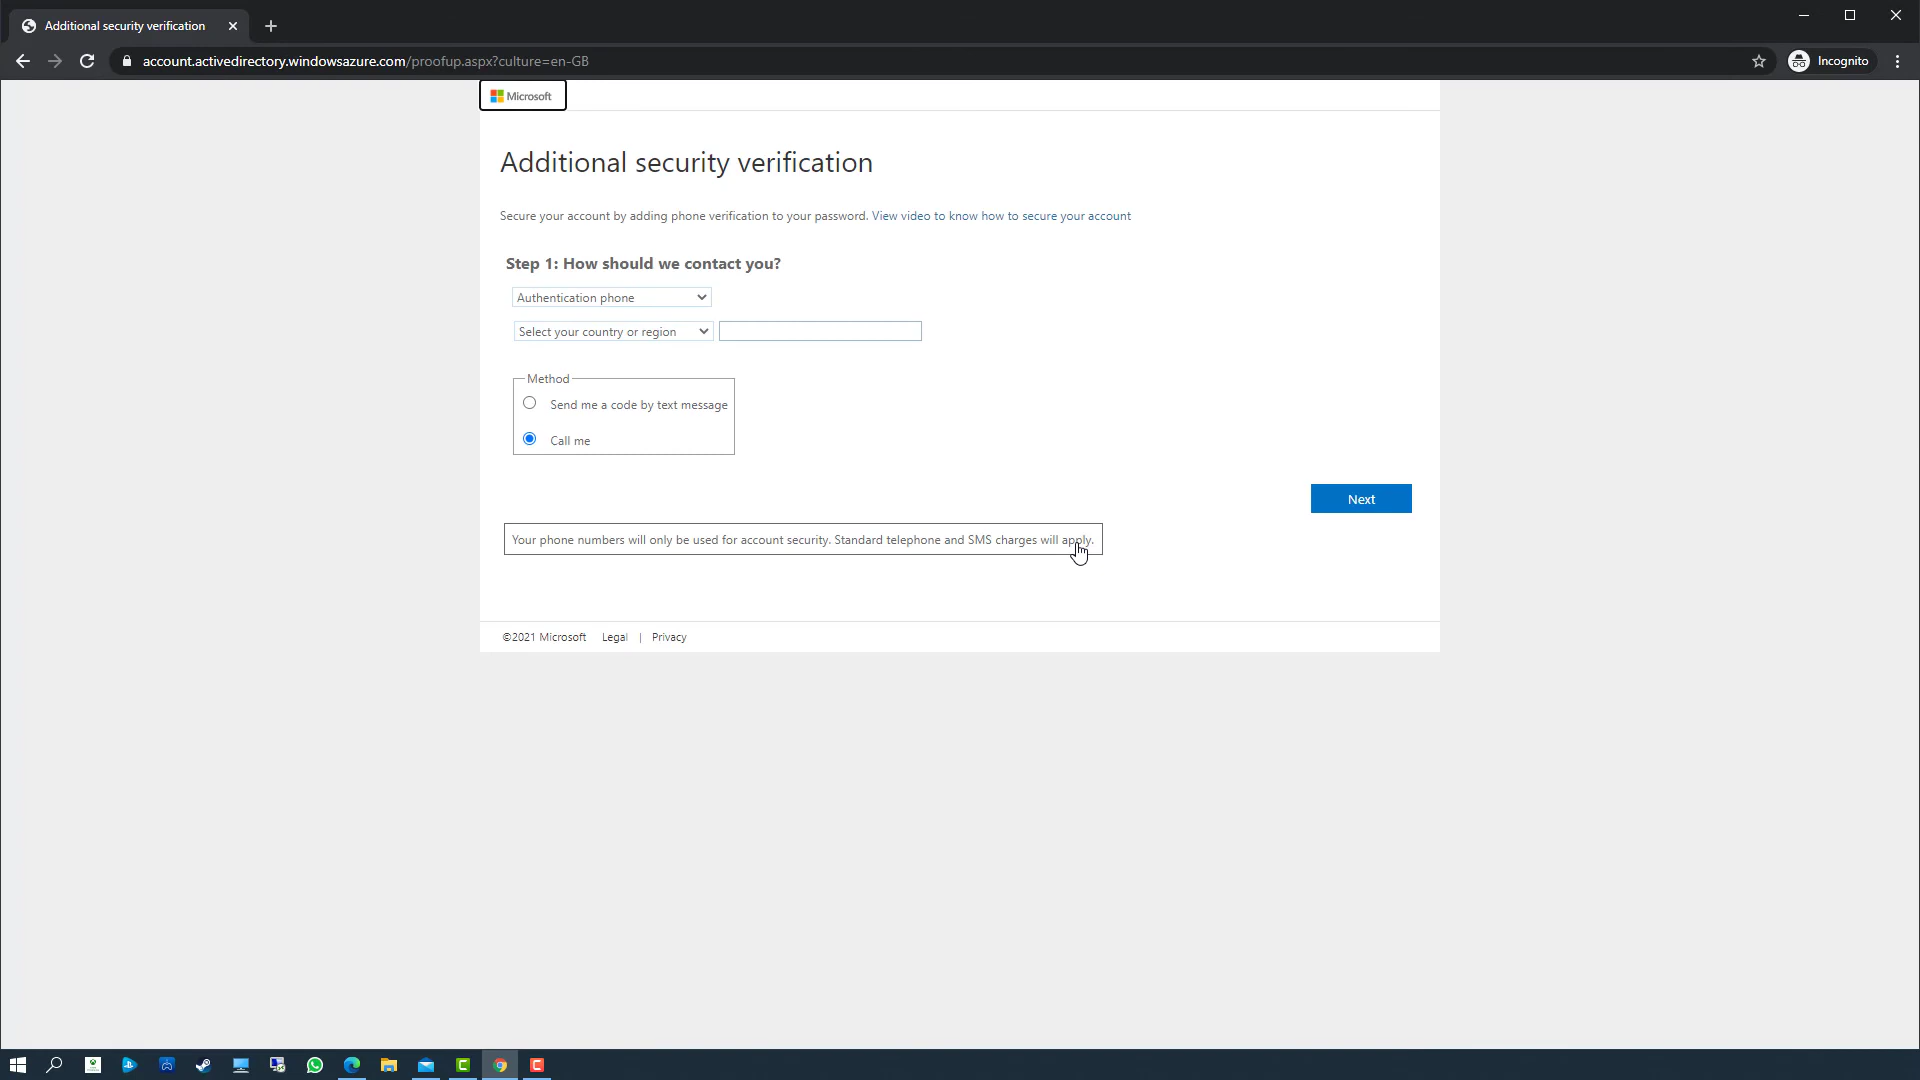 Additional security verification
account.activedirectory.windowsazure.com/proofup.aspx?culture=en-GB
Incognito
Microsoft
Additional security verification
Secure your account by adding phone verification to your password. View video to know how to secure your account
Step 1: How should we contact you?
Authentication phone
Select your country or region
Method
Send me a code by text message
Call me
Next
Your phone numbers will only be used for account security. Standard telephone and SMS charges will apply.
©2021 Microsoft Legal | Privacy